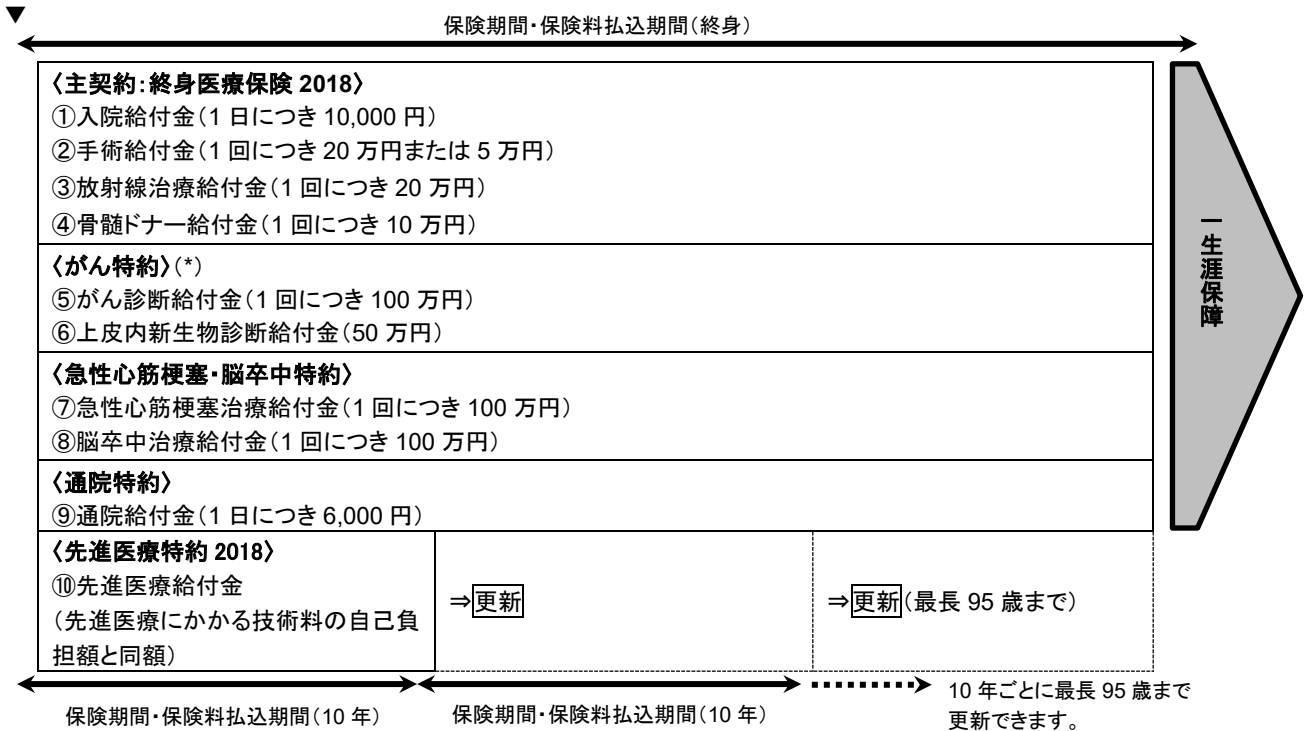 ▼
保険期間・保険料払込期間（終身）
〈主契約：終身医療保険 2018〉
①入院給付金（1 日につき 10,000 円）
②手術給付金（1 回につき 20 万円または 5 万円）
③放射線治療給付金（1 回につき 20 万円）
④骨髄ドナー給付金（1 回につき 10 万円）
〈がん特約〉（*）
⑤がん診断給付金（1 回につき 100 万円）
⑥上皮内新生物診断給付金（50 万円）
〈急性心筋梗塞・脳卒中特約〉
⑦急性心筋梗塞治療給付金（1 回につき 100 万円）
⑧脳卒中治療給付金（1 回につき 100 万円）
〈通院特約〉
⑨通院給付金（1 日につき 6,000 円）
一生涯保障
〈先進医療特約 2018〉
⑩先進医療給付金
（先進医療にかかる技術料の自己負
担額と同額）
⇒更新
⇒更新（最長 95 歳まで）
保険期間・保険料払込期間（10 年）
保険期間・保険料払込期間（10 年）
10 年ごとに最長 95 歳まで
更新できます。